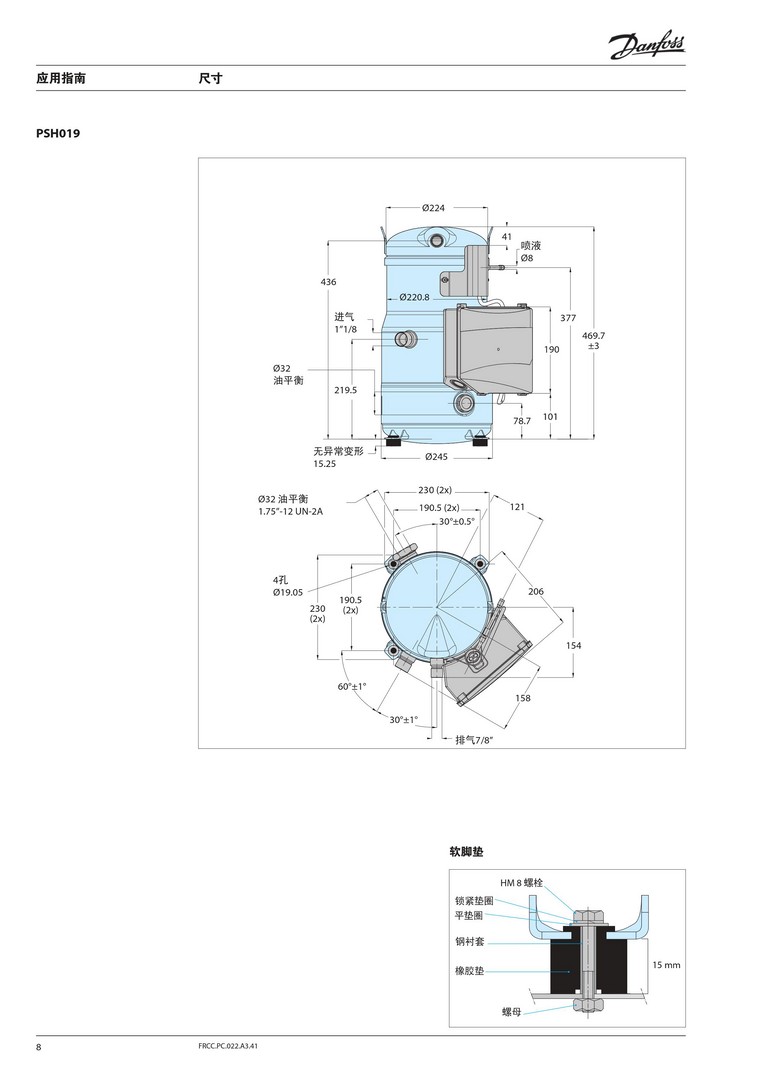 Danfoss
应用指南 尺寸
PSH019
Ø224
41
喷液
Ø8
436
Ø220.8
377
进气
1"1/8
469.7
±3
190
Ø32
油平衡
219.5
78.7
101
无异常变形
15.25
Ø245
230 (2x)
Ø32 油平衡
1.75"-12 UN-2A
190.5 (2x)
121
30°±0.5°
4孔
Ø19.05
190.5
(2x)
230
(2x)
206
154
60°±1°
158
30°±1°
排气7/8"
软脚垫
HM 8 螺栓
锁紧垫圈
平垫圈
钢衬套
橡胶垫
15 mm
螺母
8 FRCC.PC.022.A3.41